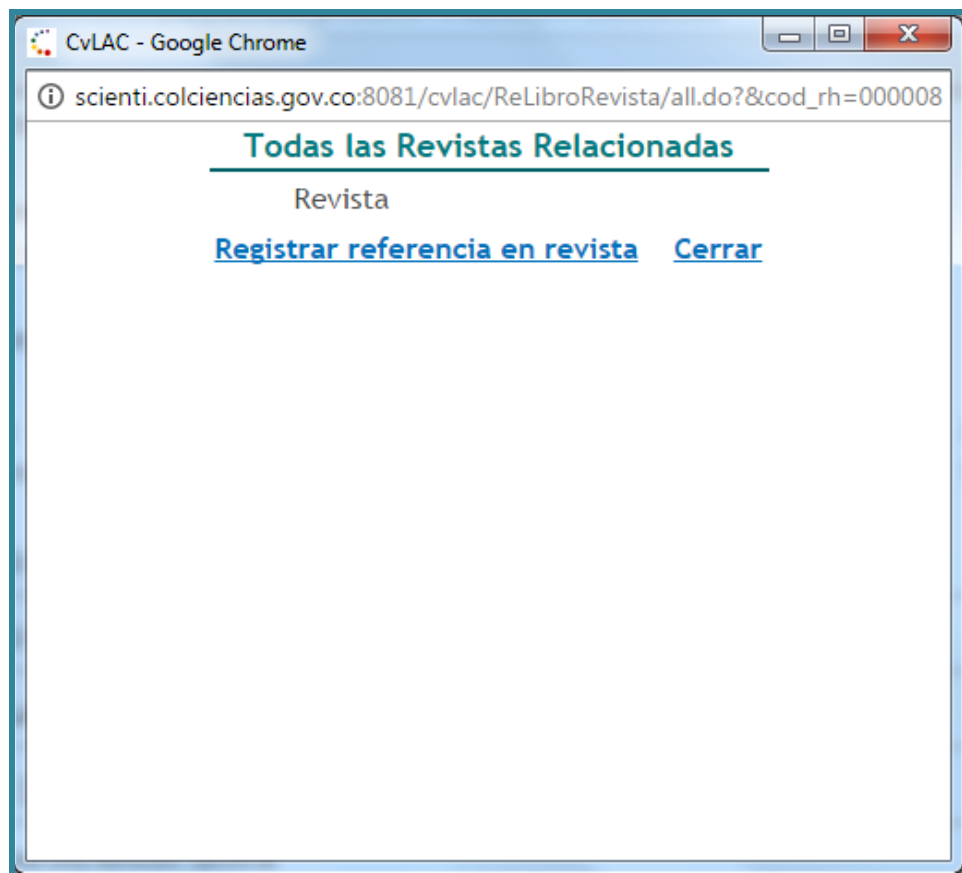 CvLAC - Google Chrome
scienti.colciencias.gov.co:8081/cvlac/ReLibroRevista/all.do?&cod_rh=000008
Todas las Revistas Relacionadas
Revista
Registrar referencia en revista Cerrar